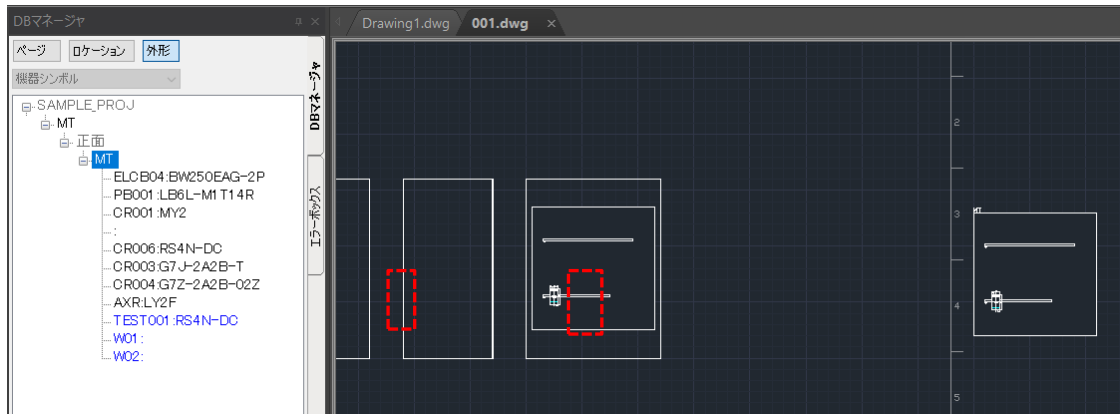 DBマネージャ
ページ ロケーション 外形
機器シンボル
SAMPLE_PROJ
MT
正面
MT
ELCB04:BW250EAG-2P
PB001:LB6L-M1T14R
CR001:MY2
:
CR006:RS4N-DC
CR003:G7J-2A2B-T
CR004:G7Z-2A2B-02Z
AXR:LY2F
TEST001:RS4N-DC
W01:
W02:
DBマネージャ
エラーボックス
Drawing1.dwg 001.dwg
MT
2
3
4
5